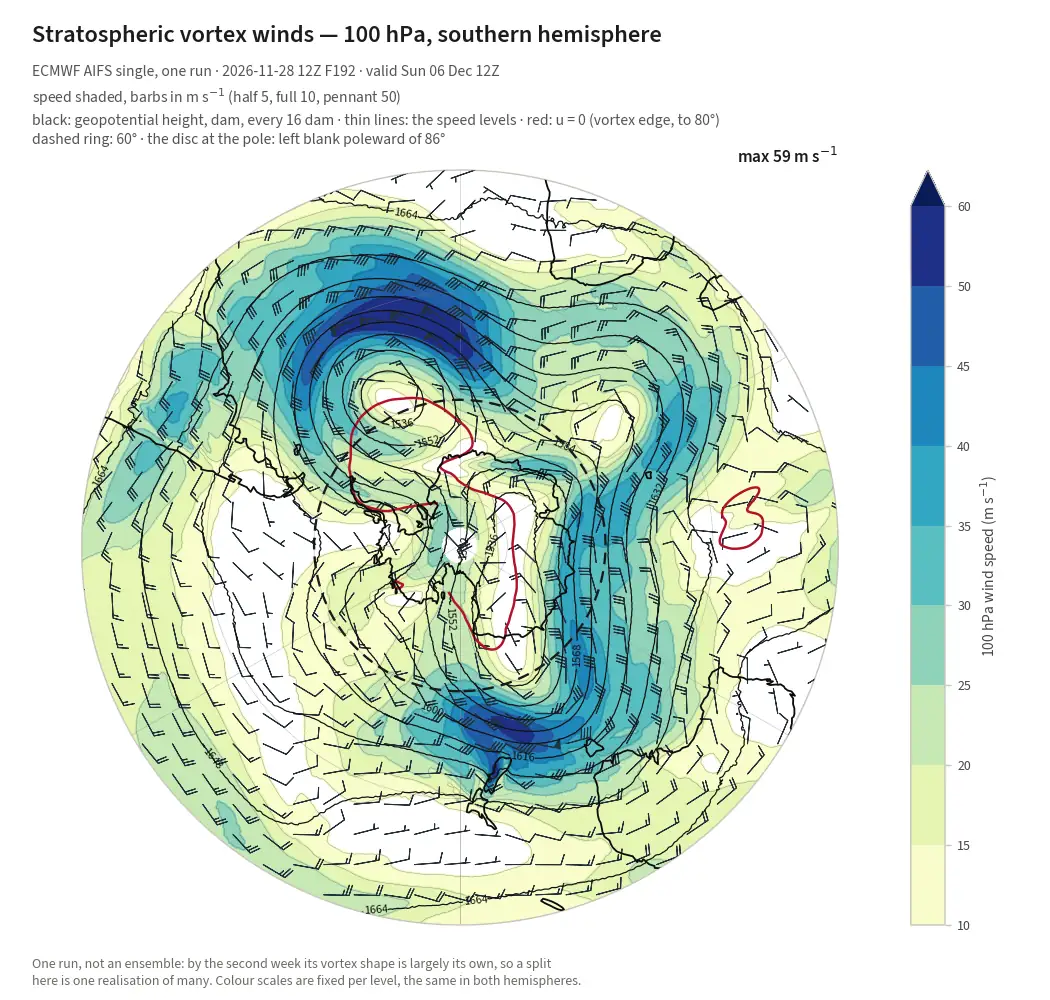 Stratospheric vortex winds — 100 hPa, southern hemisphere
ECMWF AIFS single, one run · 2026-11-28 12Z F192 · valid Sun 06 Dec 12Z
speed shaded, barbs in m s⁻¹ (half 5, full 10, pennant 50)
black: geopotential height, dam, every 16 dam · thin lines: the speed levels · red: u = 0 (vortex edge, to 80°)
dashed ring: 60° · the disc at the pole: left blank poleward of 86°
max 59 m s⁻¹
1664
60
50
45
1536
1552
40
1664
35
1536
100 hPa wind speed (m s⁻¹)
30
1552
1568
25
1600
1616
20
15
1664
1664
10
One run, not an ensemble: by the second week its vortex shape is largely its own, so a split
here is one realisation of many. Colour scales are fixed per level, the same in both hemispheres.